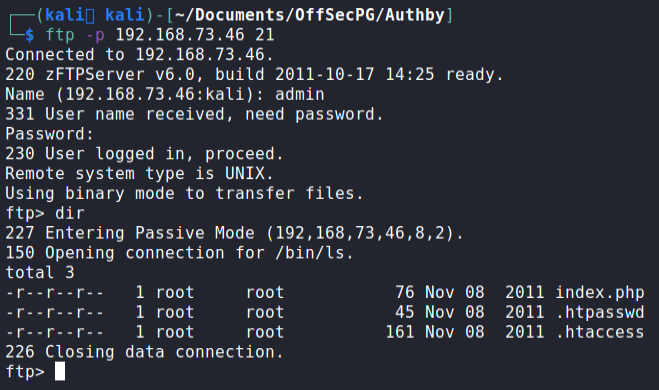 ┌──(kali kali)-[~/Documents/OffSecPG/Authby]
└─$ ftp -p 192.168.73.46 21
Connected to 192.168.73.46.
220 zFTPServer v6.0, build 2011-10-17 14:25 ready.
Name (192.168.73.46:kali): admin
331 User name received, need password.
Password:
230 User logged in, proceed.
Remote system type is UNIX.
Using binary mode to transfer files.
ftp> dir
227 Entering Passive Mode (192,168,73,46,8,2).
150 Opening connection for /bin/ls.
total 3
-r--r--r--   1 root     root           76 Nov 08  2011 index.php
-r--r--r--   1 root     root           45 Nov 08  2011 .htpasswd
-r--r--r--   1 root     root          161 Nov 08  2011 .htaccess
226 Closing data connection.
ftp>